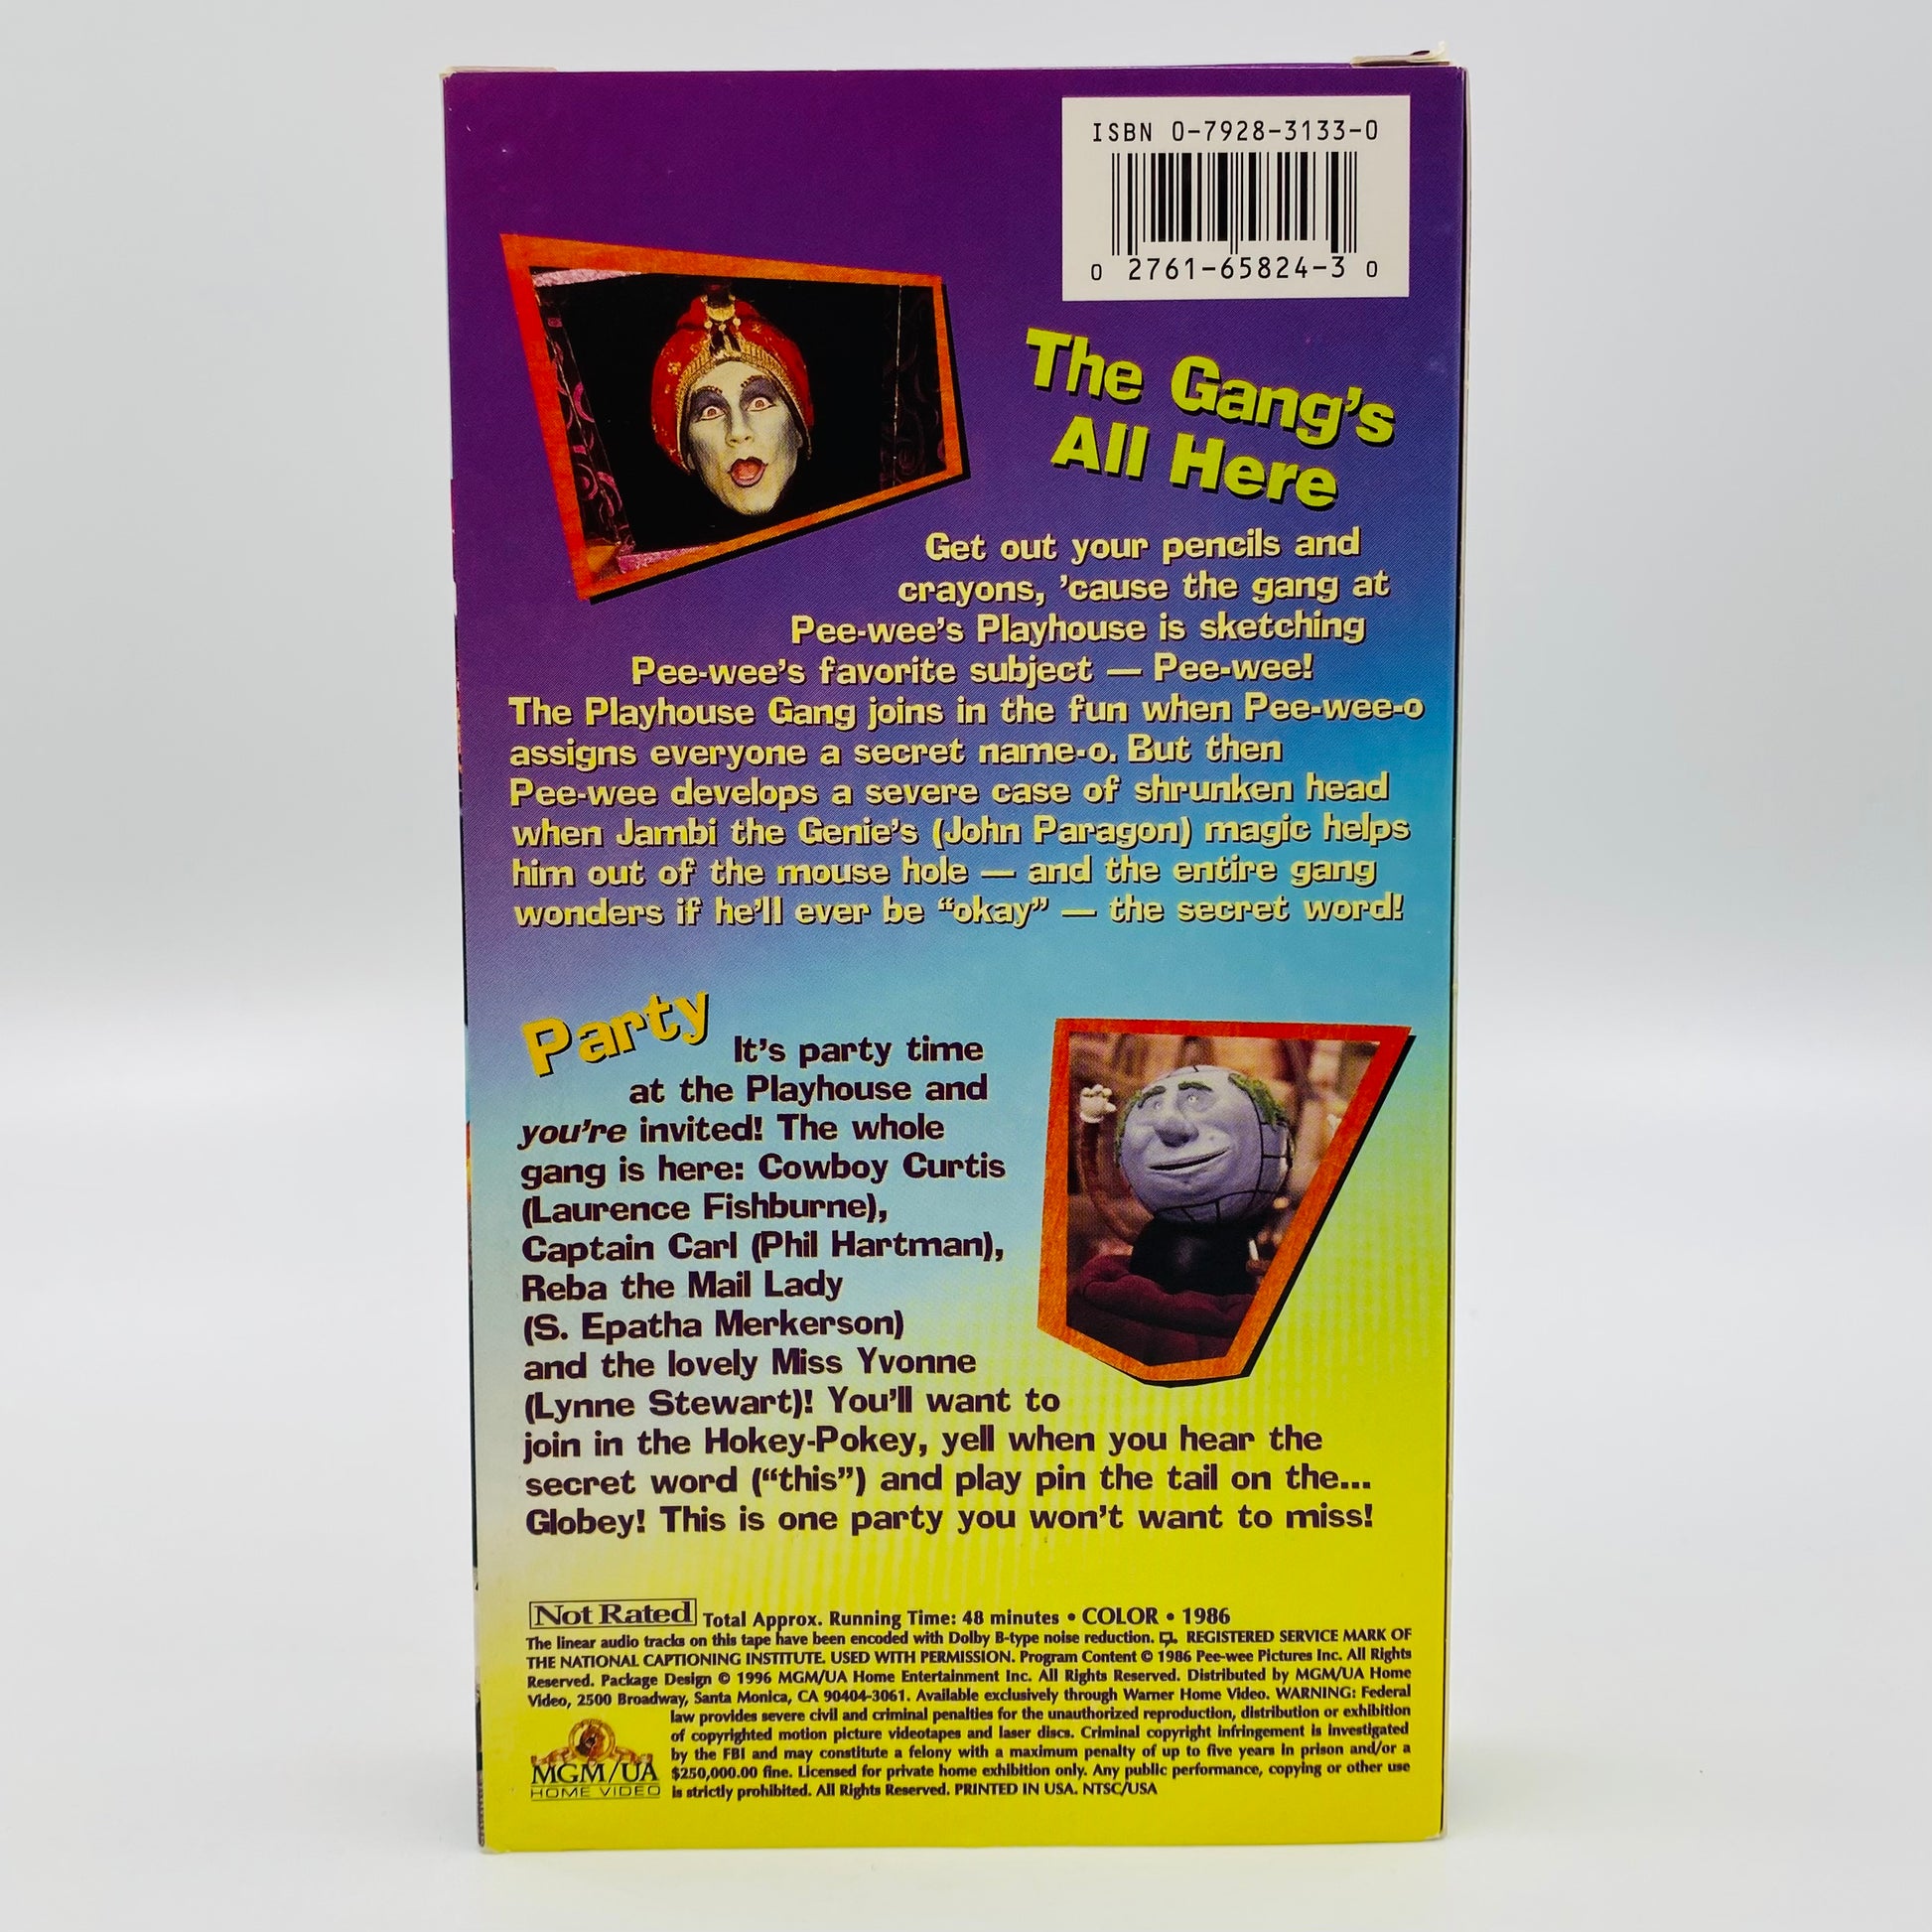 ISBN 0-7928-3133-0
0 2761-65824-3 0
The Gang's
All Here
Get out your pencils and
crayons, 'cause the gang at
Pee-wee's Playhouse is sketching
Pee-wee's favorite subject — Pee-wee!
The Playhouse Gang joins in the fun when Pee-wee-o
assigns everyone a secret name-o. But then
Pee-wee develops a severe case of shrunken head
when Jambi the Genie's (John Paragon) magic helps
him out of the mouse hole — and the entire gang
wonders if he'll ever be “okay” — the secret word!
Party
It's party time
at the Playhouse and
you're invited! The whole
gang is here: Cowboy Curtis
(Laurence Fishburne),
Captain Carl (Phil Hartman),
Reba the Mail Lady
(S. Epatha Merkerson)
and the lovely Miss Yvonne
(Lynne Stewart)! You'll want to
join in the Hokey-Pokey, yell when you hear the
secret word (“this”) and play pin the tail on the...
Globey! This is one party you won't want to miss!
Not Rated Total Approx. Running Time: 48 minutes • COLOR • 1986
The linear audio tracks on this tape have been encoded with Dolby B-type noise reduction. REGISTERED SERVICE MARK OF
THE NATIONAL CAPTIONING INSTITUTE. USED WITH PERMISSION. Program Content © 1986 Pee-wee Pictures Inc. All Rights
Reserved. Package Design © 1996 MGM/UA Home Entertainment Inc. All Rights Reserved. Distributed by MGM/UA Home
Video, 2500 Broadway, Santa Monica, CA 90404-3061. Available exclusively through Warner Home Video. WARNING: Federal
law provides severe civil and criminal penalties for the unauthorized reproduction, distribution or exhibition
of copyrighted motion picture videotapes and laser discs. Criminal copyright infringement is investigated
by the FBI and may constitute a felony with a maximum penalty of up to five years in prison and/or a
$250,000.00 fine. Licensed for private home exhibition only. Any public performance, copying or other use
is strictly prohibited. All Rights Reserved. PRINTED IN USA. NTSC/USA
MGM/UA
HOME VIDEO